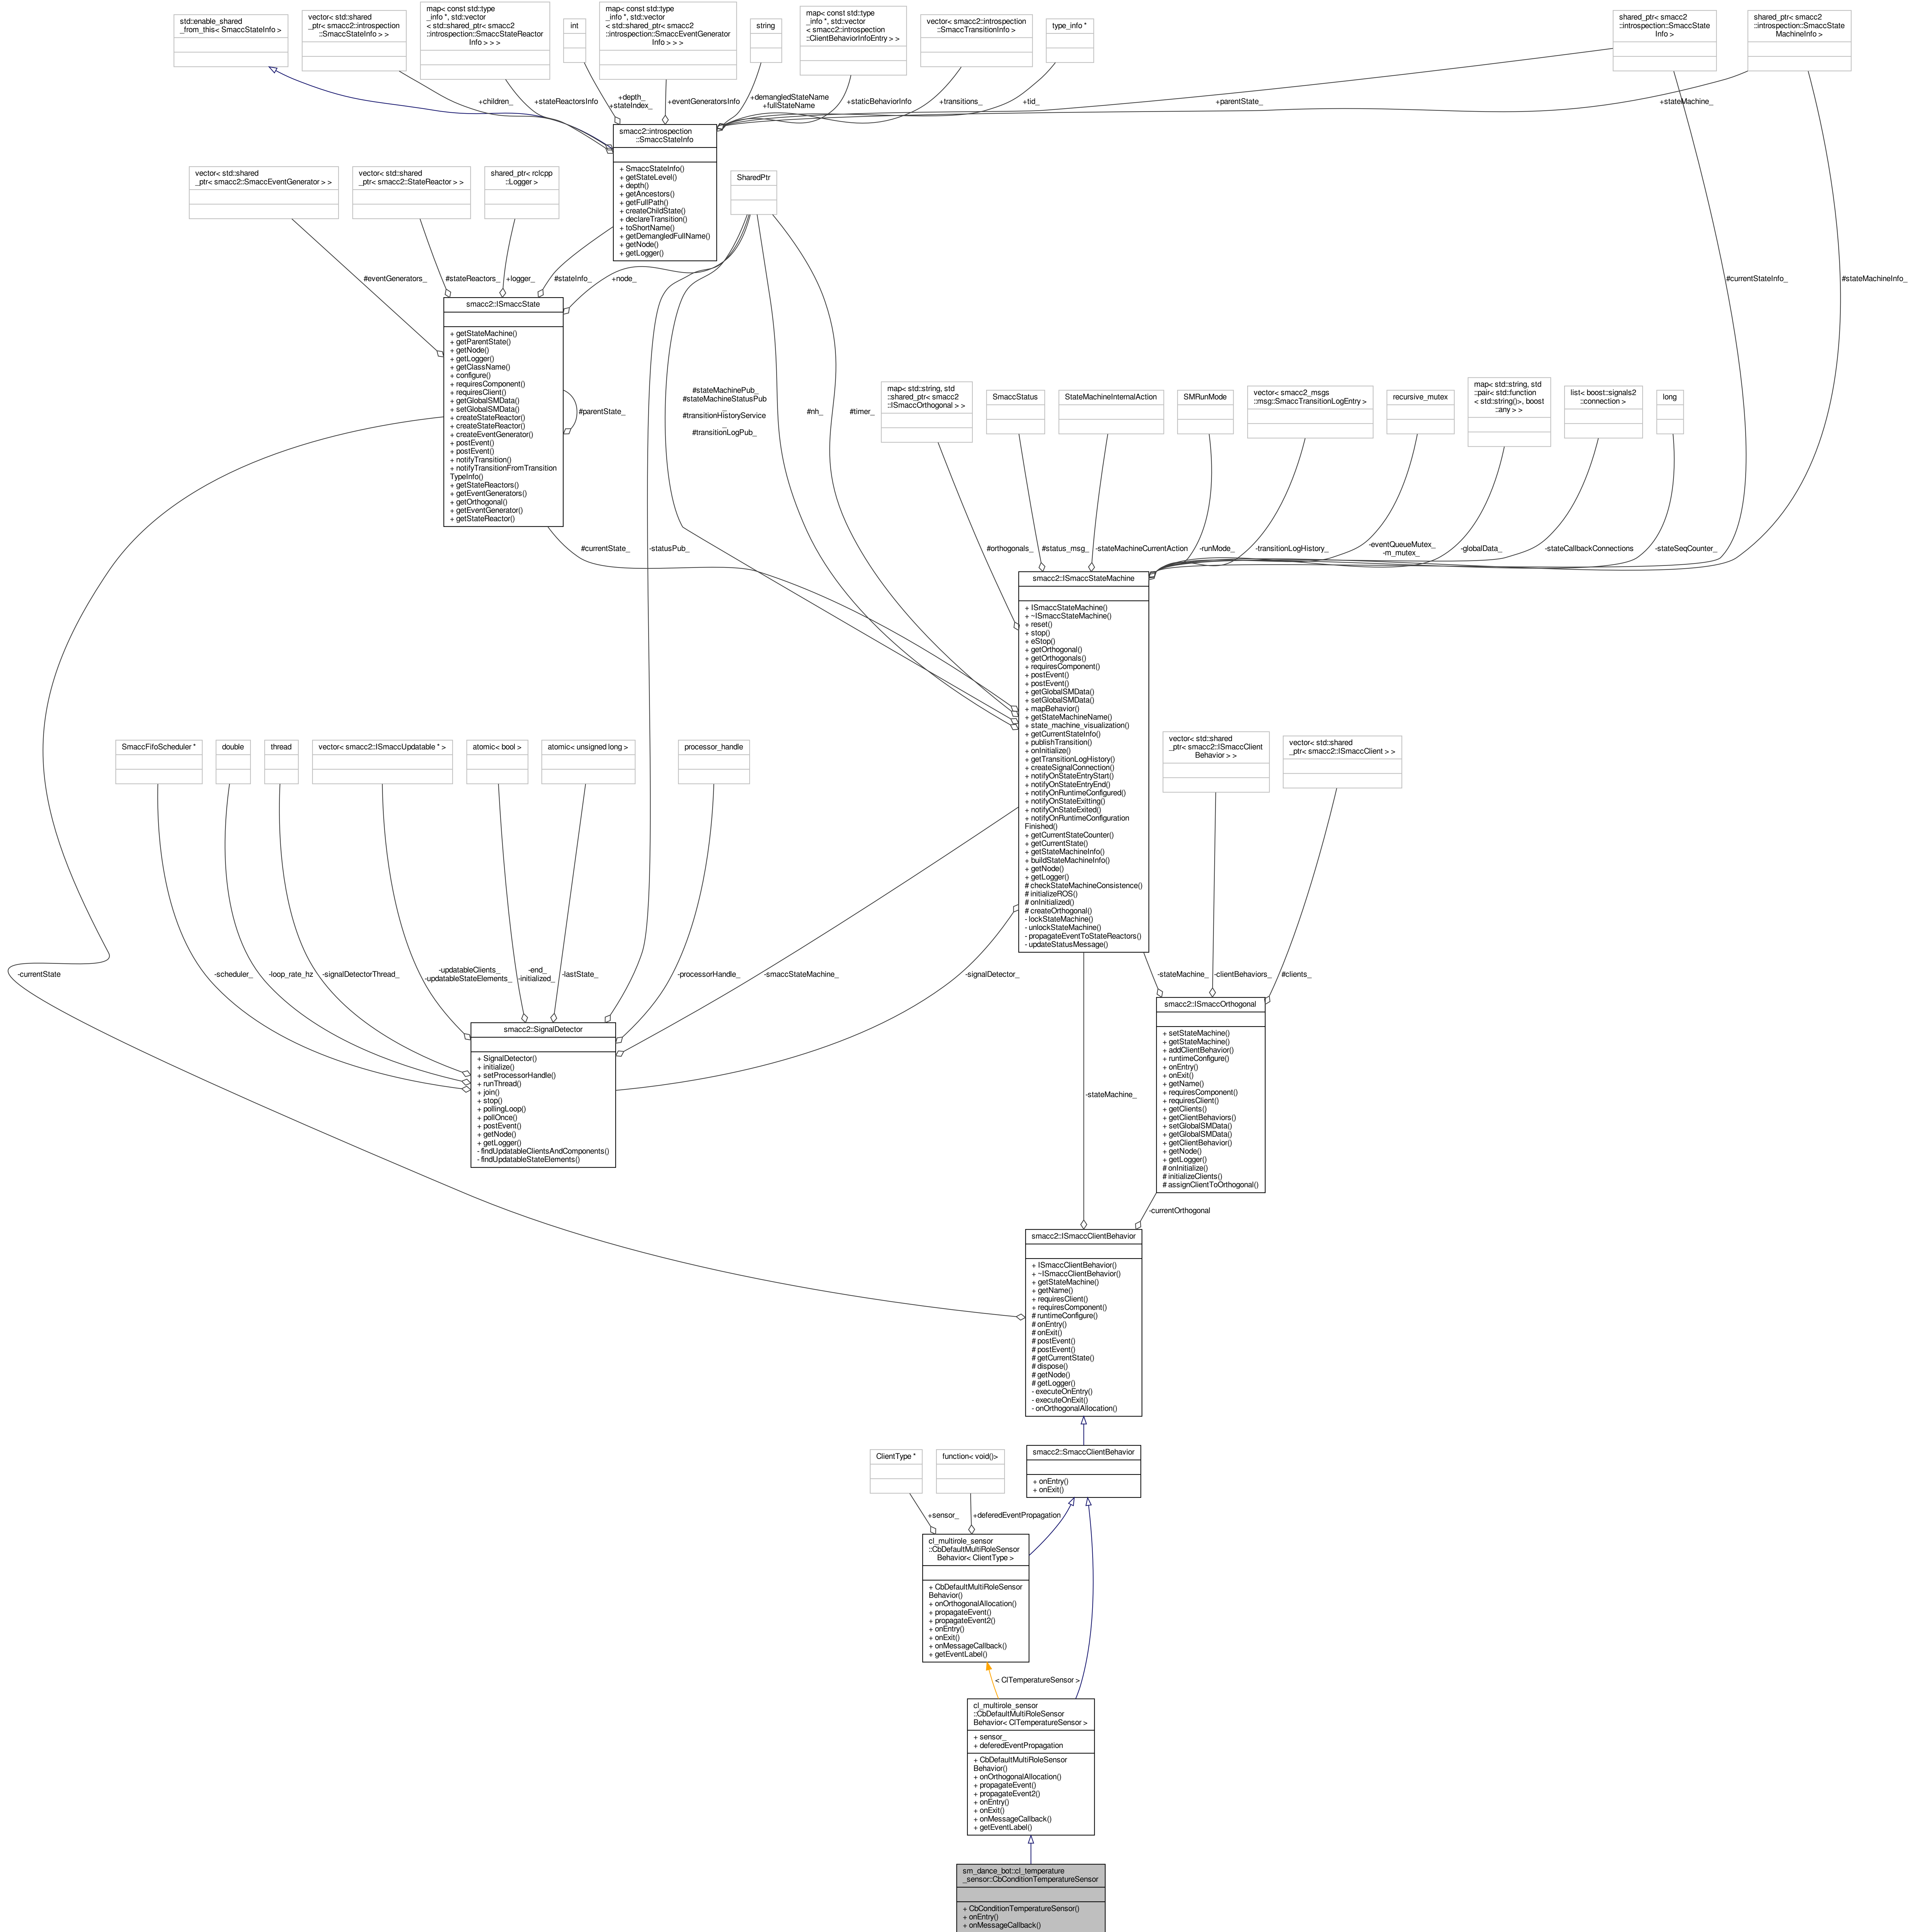 std::enable_shared
_from_this< SmaccStateInfo >
vector< std::shared
_ptr< smacc2::introspection
::SmaccStateInfo > >
map< const std::type
_info *, std::vector
< std::shared_ptr< smacc2
::introspection::SmaccStateReactor
Info > > >
int
map< const std::type
_info *, std::vector
< std::shared_ptr< smacc2
::introspection::SmaccEventGenerator
Info > > >
string
map< const std::type
_info *, std::vector
< smacc2::introspection
::ClientBehaviorInfoEntry > >
vector< smacc2::introspection
::SmaccTransitionInfo >
type_info *
shared_ptr< smacc2
::introspection::SmaccState
Info >
shared_ptr< smacc2
::introspection::SmaccState
MachineInfo >
+children_
+stateReactorsInfo
+depth_
+stateIndex_
+eventGeneratorsInfo
+demangledStateName
+fullStateName
+staticBehaviorInfo
+transitions_
+tid_
+parentState_
+stateMachine_
smacc2::introspection
::SmaccStateInfo
+ SmaccStateInfo()
+ getStateLevel()
+ depth()
+ getAncestors()
+ getFullPath()
+ createChildState()
+ declareTransition()
+ toShortName()
+ getDemangledFullName()
+ getNode()
+ getLogger()
vector< std::shared
_ptr< smacc2::SmaccEventGenerator > >
vector< std::shared
_ptr< smacc2::StateReactor > >
shared_ptr< rclcpp
::Logger >
SharedPtr
#eventGenerators_
#stateReactors_
+logger_
#stateInfo_
+node_
#currentStateInfo_
#stateMachineInfo_
smacc2::ISmaccState
+ getStateMachine()
+ getParentState()
+ getNode()
+ getLogger()
+ getClassName()
+ configure()
+ requiresComponent()
+ requiresClient()
+ getGlobalSMData()
+ setGlobalSMData()
+ createStateReactor()
+ createStateReactor()
+ createEventGenerator()
+ postEvent()
+ postEvent()
+ notifyTransition()
+ notifyTransitionFromTransition
TypeInfo()
+ getStateReactors()
+ getEventGenerators()
+ getOrthogonal()
+ getEventGenerator()
+ getStateReactor()
#parentState_
#stateMachinePub_
#stateMachineStatusPub
_
#transitionHistoryService
_
#transitionLogPub_
#nh_
#timer_
map< std::string, std
::shared_ptr< smacc2
::ISmaccOrthogonal > >
SmaccStatus
StateMachineInternalAction
SMRunMode
vector< smacc2_msgs
::msg::SmaccTransitionLogEntry >
recursive_mutex
map< std::string, std
::pair< std::function
< std::string()>, boost
::any > >
list< boost::signals2
::connection >
long
#currentState_
-statusPub_
#orthogonals_
#status_msg_
-stateMachineCurrentAction
-runMode_
-transitionLogHistory_
-eventQueueMutex_
-m_mutex_
-globalData_
-stateCallbackConnections
-stateSeqCounter_
smacc2::ISmaccStateMachine
+ ISmaccStateMachine()
+ ~ISmaccStateMachine()
+ reset()
+ stop()
+ eStop()
+ getOrthogonal()
+ getOrthogonals()
+ requiresComponent()
+ postEvent()
+ postEvent()
+ getGlobalSMData()
+ setGlobalSMData()
+ mapBehavior()
+ getStateMachineName()
+ state_machine_visualization()
+ getCurrentStateInfo()
+ publishTransition()
+ onInitialize()
+ getTransitionLogHistory()
+ createSignalConnection()
+ notifyOnStateEntryStart()
+ notifyOnStateEntryEnd()
+ notifyOnRuntimeConfigured()
+ notifyOnStateExitting()
+ notifyOnStateExited()
+ notifyOnRuntimeConfiguration
Finished()
+ getCurrentStateCounter()
+ getCurrentState()
+ getStateMachineInfo()
+ buildStateMachineInfo()
+ getNode()
+ getLogger()
# checkStateMachineConsistence()
# initializeROS()
# onInitialized()
# createOrthogonal()
- lockStateMachine()
- unlockStateMachine()
- propagateEventToStateReactors()
- updateStatusMessage()
SmaccFifoScheduler *
double
thread
vector< smacc2::ISmaccUpdatable * >
atomic< bool >
atomic< unsigned long >
processor_handle
vector< std::shared
_ptr< smacc2::ISmaccClient
Behavior > >
vector< std::shared
_ptr< smacc2::ISmaccClient > >
-currentState
-scheduler_
-loop_rate_hz
-signalDetectorThread_
-updatableClients_
-updatableStateElements_
-end_
-initialized_
-lastState_
-processorHandle_
-smaccStateMachine_
-signalDetector_
-stateMachine_
-clientBehaviors_
#clients_
smacc2::SignalDetector
+ SignalDetector()
+ initialize()
+ setProcessorHandle()
+ runThread()
+ join()
+ stop()
+ pollingLoop()
+ pollOnce()
+ postEvent()
+ getNode()
+ getLogger()
- findUpdatableClientsAndComponents()
- findUpdatableStateElements()
smacc2::ISmaccOrthogonal
+ setStateMachine()
+ getStateMachine()
+ addClientBehavior()
+ runtimeConfigure()
+ onEntry()
+ onExit()
+ getName()
+ requiresComponent()
+ requiresClient()
+ getClients()
+ getClientBehaviors()
+ setGlobalSMData()
+ getGlobalSMData()
+ getClientBehavior()
+ getNode()
+ getLogger()
# onInitialize()
# initializeClients()
# assignClientToOrthogonal()
-stateMachine_
-currentOrthogonal
smacc2::ISmaccClientBehavior
+ ISmaccClientBehavior()
+ ~ISmaccClientBehavior()
+ getStateMachine()
+ getName()
+ requiresClient()
+ requiresComponent()
# runtimeConfigure()
# onEntry()
# onExit()
# postEvent()
# postEvent()
# getCurrentState()
# dispose()
# getNode()
# getLogger()
- executeOnEntry()
- executeOnExit()
- onOrthogonalAllocation()
ClientType *
function< void()>
smacc2::SmaccClientBehavior
+ onEntry()
+ onExit()
+sensor_
+deferedEventPropagation
cl_multirole_sensor
::CbDefaultMultiRoleSensor
Behavior< ClientType >
+ CbDefaultMultiRoleSensor
Behavior()
+ onOrthogonalAllocation()
+ propagateEvent()
+ propagateEvent2()
+ onEntry()
+ onExit()
+ onMessageCallback()
+ getEventLabel()
< ClTemperatureSensor >
cl_multirole_sensor
::CbDefaultMultiRoleSensor
Behavior< ClTemperatureSensor >
+ sensor_
+ deferedEventPropagation
+ CbDefaultMultiRoleSensor
Behavior()
+ onOrthogonalAllocation()
+ propagateEvent()
+ propagateEvent2()
+ onEntry()
+ onExit()
+ onMessageCallback()
+ getEventLabel()
sm_dance_bot::cl_temperature
_sensor::CbConditionTemperatureSensor
+ CbConditionTemperatureSensor()
+ onEntry()
+ onMessageCallback()